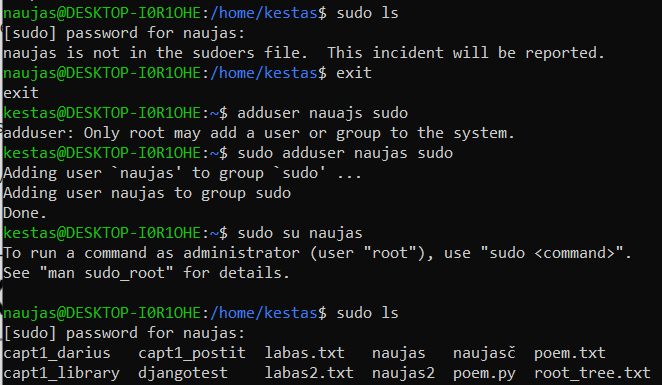 naujas@DESKTOP-I0R1OHE:/home/kestas$ sudo ls
[sudo] password for naujas:
naujas is not in the sudoers file.  This incident will be reported.
naujas@DESKTOP-I0R1OHE:/home/kestas$ exit
exit
kestas@DESKTOP-I0R1OHE:~$ adduser nauajs sudo
adduser: Only root may add a user or group to the system.
kestas@DESKTOP-I0R1OHE:~$ sudo adduser naujas sudo
Adding user `naujas' to group `sudo' ...
Adding user naujas to group sudo
Done.
kestas@DESKTOP-I0R1OHE:~$ sudo su naujas
To run a command as administrator (user "root"), use "sudo <command>".
See "man sudo_root" for details.

naujas@DESKTOP-I0R1OHE:/home/kestas$ sudo ls
[sudo] password for naujas:
capt1_darius   capt1_postit  labas.txt   naujas   naujasč  poem.txt
capt1_library  djangotest    labas2.txt  naujas2  poem.py  root_tree.txt